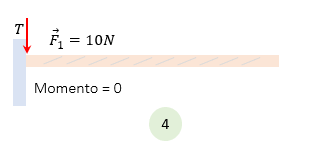 T
F⃗₁ = 10N
Momento = 0
4